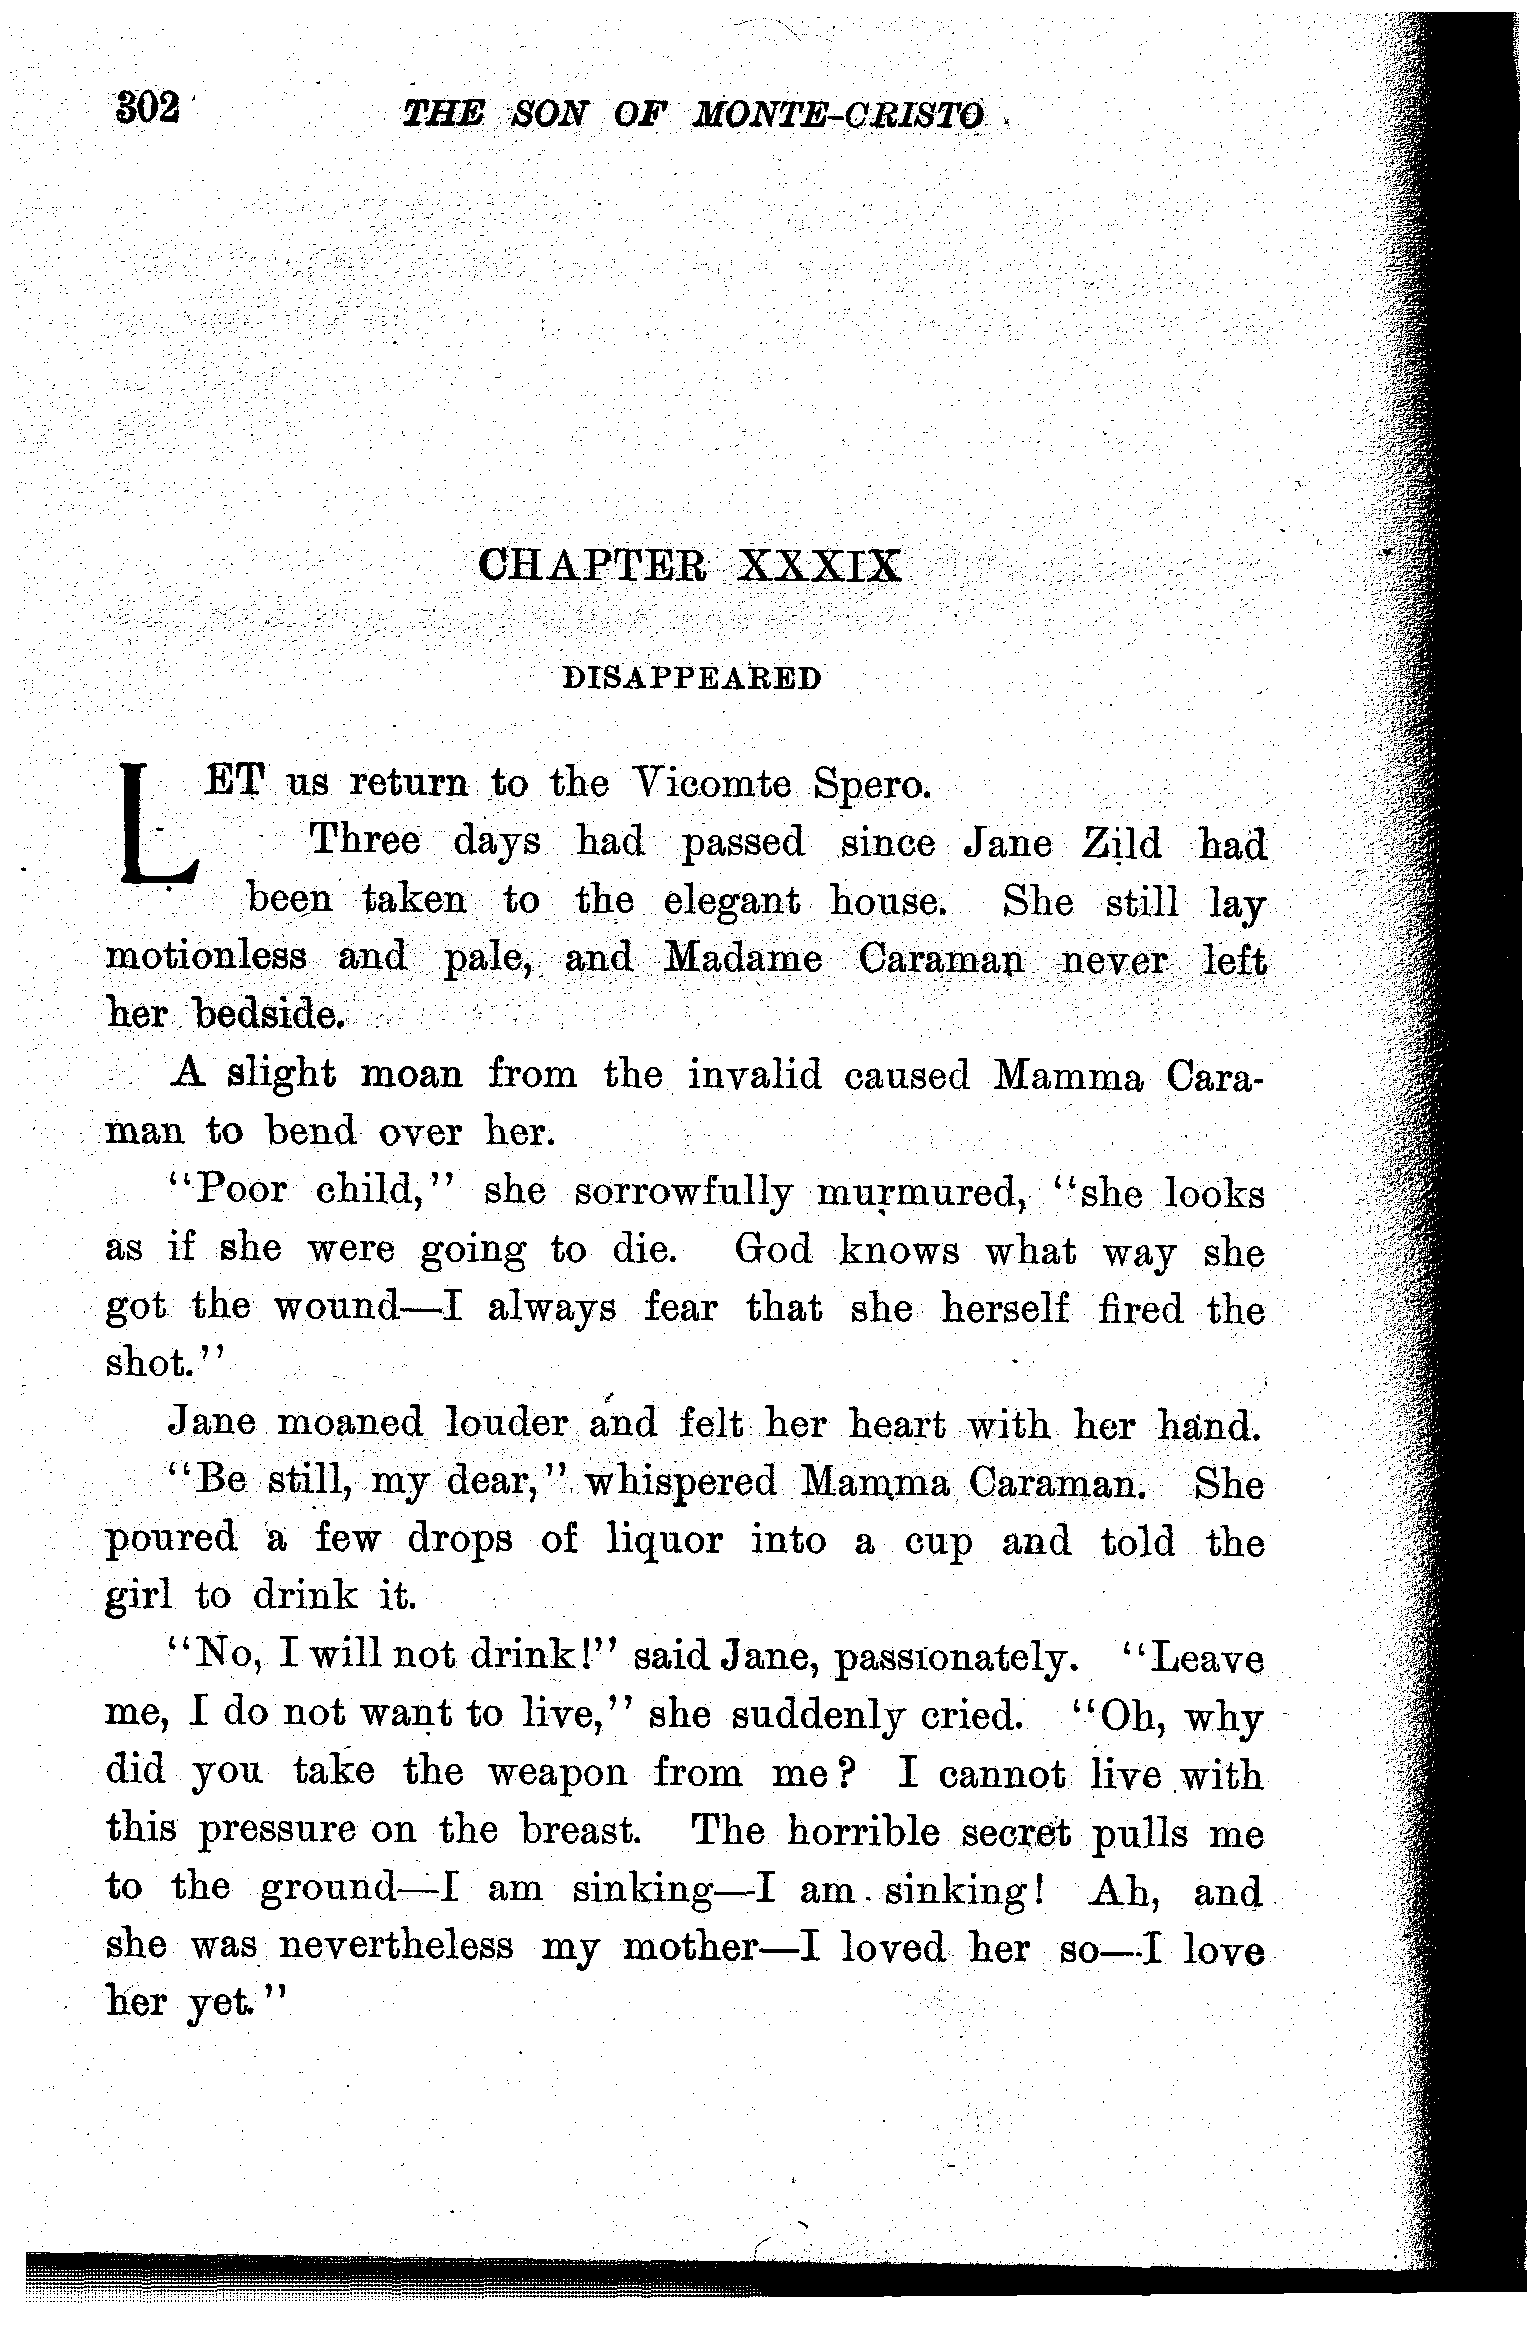 302 THE SON OF MONTE-CRISTO
CHAPTER XXXIX
DISAPPEARED
LET us return to the Vicomte Spero.
Three days had passed since Jane Zild had
been taken to the elegant house. She still lay
motionless and pale, and Madame Caraman never left
her bedside.
A slight moan from the invalid caused Mamma Cara-
man to bend over her.
"Poor child," she sorrowfully murmured, "she looks
as if she were going to die. God knows what way she
got the wound—I always fear that she herself fired the
shot."
Jane moaned louder and felt her heart with her hand.
"Be still, my dear," whispered Mamma Caraman. She
poured a few drops of liquor into a cup and told the
girl to drink it.
"No, I will not drink!" said Jane, passionately. "Leave
me, I do not want to live," she suddenly cried. "Oh, why
did you take the weapon from me? I cannot live with
this pressure on the breast. The horrible secret pulls me
to the ground—I am sinking—I am sinking! Ah, and
she was nevertheless my mother—I loved her so—I love
her yet."